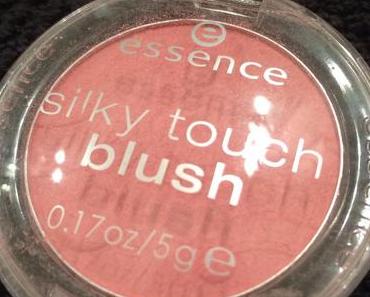 essence
silky touch
blush
0.17oz/5g e